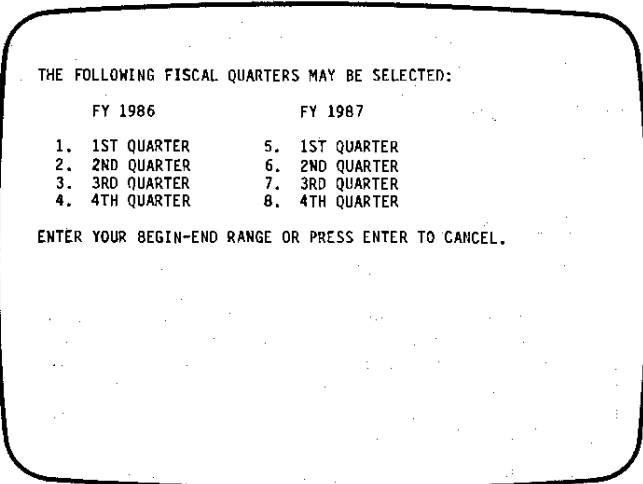 THE FOLLOWING FISCAL QUARTERS MAY BE SELECTED:
FY 1986 FY 1987
1. 1ST QUARTER 5. 1ST QUARTER
2. 2ND QUARTER 6. 2ND QUARTER
3. 3RD QUARTER 7. 3RD QUARTER
4. 4TH QUARTER 8. 4TH QUARTER
ENTER YOUR BEGIN-END RANGE OR PRESS ENTER TO CANCEL.